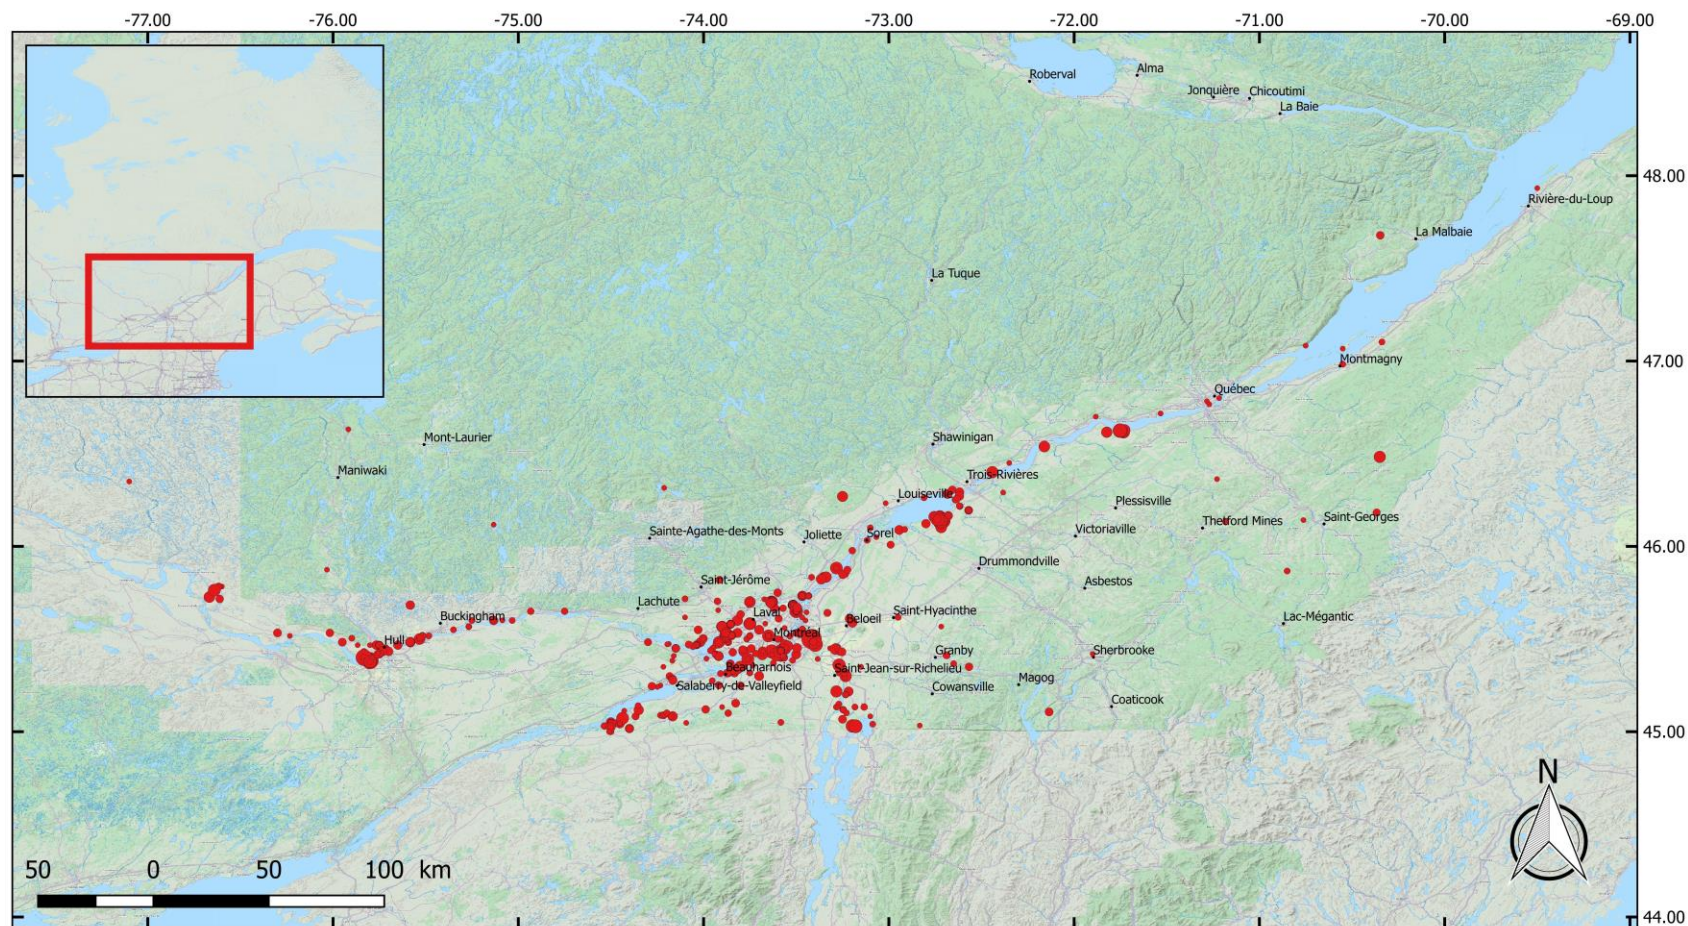 -77.00 -76.00 -75.00 -74.00 -73.00 -72.00 -71.00 -70.00 -69.00
Roberval
Alma
Jonquière
Chicoutimi
La Baie
48.00
Rivière-du-Loup
La Malbaie
La Tuque
47.00
Montmagny
Québec
Mont-Laurier
Shawinigan
Maniwaki
Trois-Rivières
Louiseville
Plessisville
Thetford Mines
Saint-Georges
Sainte-Agathe-des-Monts
Joliette
Sorel
Victoriaville
46.00
Drummondville
Saint-Jérôme
Asbestos
Lachute
Buckingham
Laval
Beloeil
Saint-Hyacinthe
Lac-Mégantic
Hull
Montréal
Granby
Sherbrooke
Beauharnois
Saint-Jean-sur-Richelieu
Salaberry-de-Valleyfield
Cowansville
Magog
Coaticook
45.00
N
50 0 50 100 km
44.00